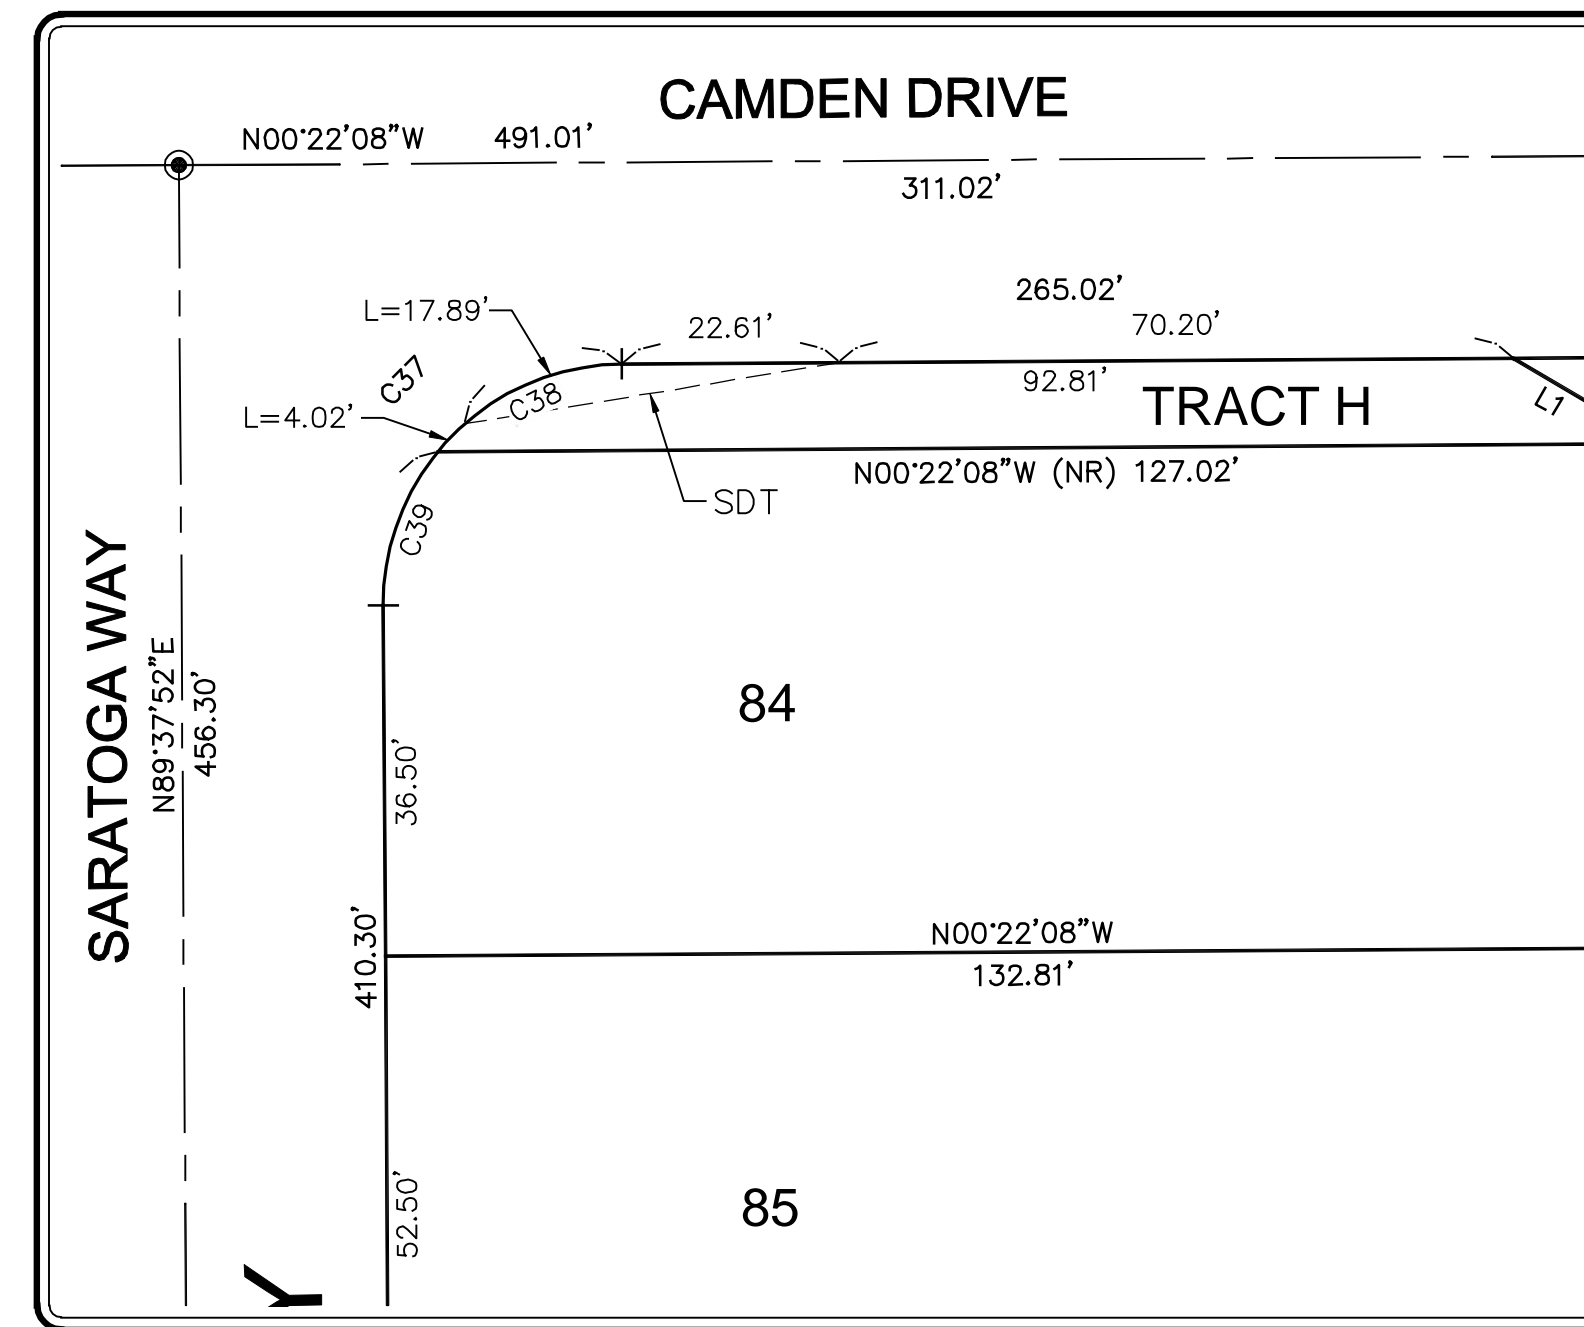 CAMDEN DRIVE
N00°22'08"W 491.01'
311.02'
265.02'
L=17.89'
22.61'
70.20'
C37
92.81'
C38
L=4.02'
TRACT H
L1
N00°22'08"W (NR) 127.02'
SDT
C39
SARATOGA WAY
N89°37'52"E
456.30'
84
36.50'
410.30'
N00°22'08"W
132.81'
85
52.50'